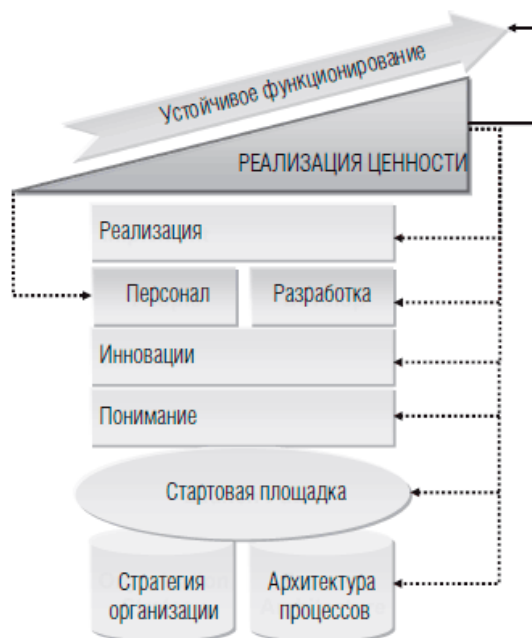 Устойчивое функционирование
РЕАЛИЗАЦИЯ ЦЕННОСТИ
Реализация
Персонал
Разработка
Инновации
Понимание
Стартовая площадка
Стратегия
организации
Архитектура
процессов